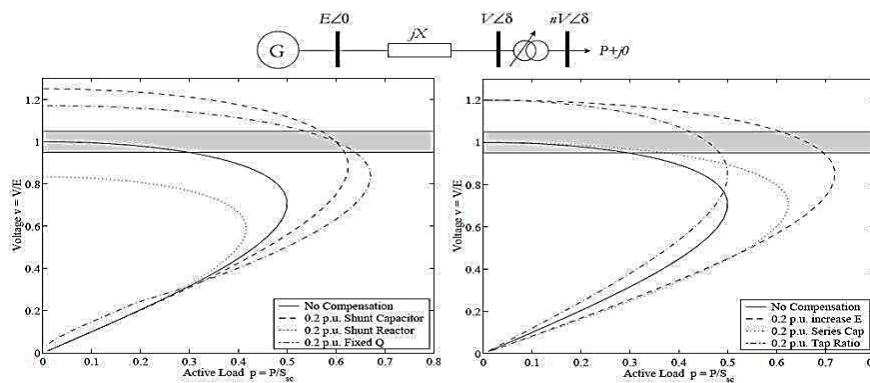 E∠0
V∠δ
nV∠δ
jX
G
P+j0
1.2
1
0.8
0.6
0.4
0.2
0
Voltage v = V/E
0
0.1
0.2
0.3
0.4
0.5
0.6
0.7
0.8
Active Load p = P/Ssc
No Compensation
0.2 p.u. Shunt Capacitor
0.2 p.u. Shunt Reactor
0.2 p.u. Fixed Q
1.2
1
0.8
0.6
0.4
0.2
0
Voltage v = V/E
0
0.1
0.2
0.3
0.4
0.5
0.6
0.7
0.8
Active Load p = P/Ssc
No Compensation
0.2 p.u. increase E
0.2 p.u. Series Cap
0.2 p.u. Tap Ratio